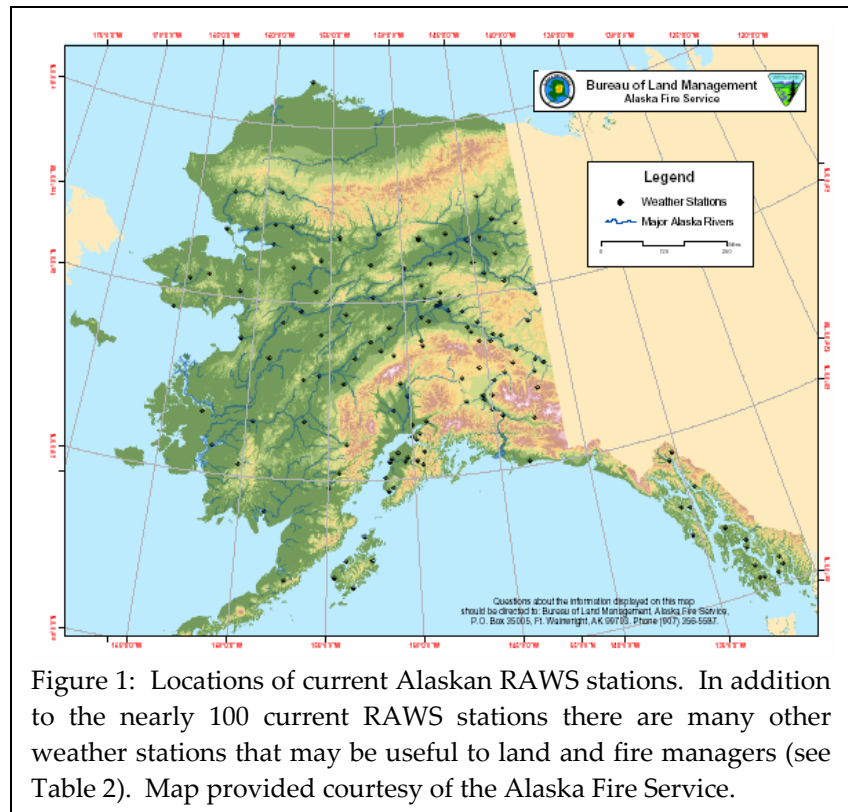 Bureau of Land Management
Alaska Fire Service
Legend
Weather Stations
Major Alaska Rivers
Questions about the information displayed on this map
should be directed to: Bureau of Land Management, Alaska Fire Service,
P.O. Box 35005, Ft. Wainwright, AK 99703. Phone (907) 356-5587.
Figure 1: Locations of current Alaskan RAWS stations. In addition
to the nearly 100 current RAWS stations there are many other
weather stations that may be useful to land and fire managers (see
Table 2). Map provided courtesy of the Alaska Fire Service.